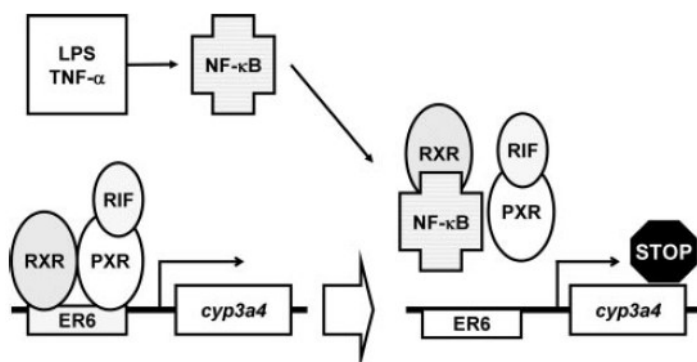 LPS
TNF-α
NF-κB
RXR
RIF
NF-κB
PXR
RIF
RXR
PXR
STOP
ER6
cyp3a4
ER6
cyp3a4